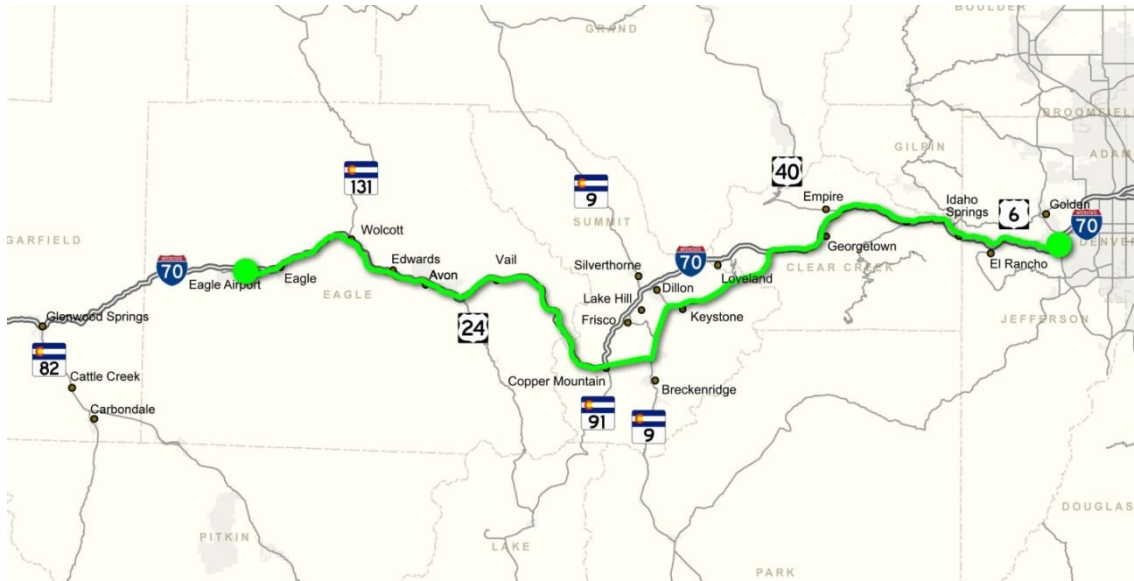 BOULDER
GRAND
BROOMFIELD
GILPIN
ADAM
40
131
9
Empire
Idaho
Springs
6
Golden
SUMMIT
70
GARFIELD
Wolcott
Georgetown
DENVER
70
Silverthorne
70
El Rancho
Edwards
Vail
Loveland
CLEAR CREEK
Eagle Airport
Eagle
Avon
Dillon
EAGLE
Lake Hill
Keystone
Glenwood Springs
24
Frisco
JEFFERSON
82
Cattle Creek
Copper Mountain
Breckenridge
Carbondale
91
9
DOUGLAS
PITKIN
LAKE
PARK